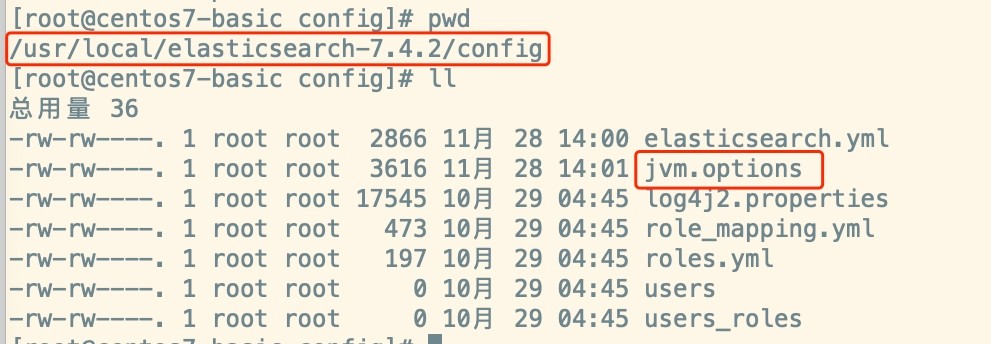 [root@centos7-basic config]# pwd
/usr/local/elasticsearch-7.4.2/config
[root@centos7-basic config]# ll
总用量 36
-rw-rw----. 1 root root  2866 11月  28 14:00 elasticsearch.yml
-rw-rw----. 1 root root  3616 11月  28 14:01 jvm.options
-rw-rw----. 1 root root 17545 10月  29 04:45 log4j2.properties
-rw-rw----. 1 root root   473 10月  29 04:45 role_mapping.yml
-rw-rw----. 1 root root   197 10月  29 04:45 roles.yml
-rw-rw----. 1 root root     0 10月  29 04:45 users
-rw-rw----. 1 root root     0 10月  29 04:45 users_roles
[root@centos7-basic config]#